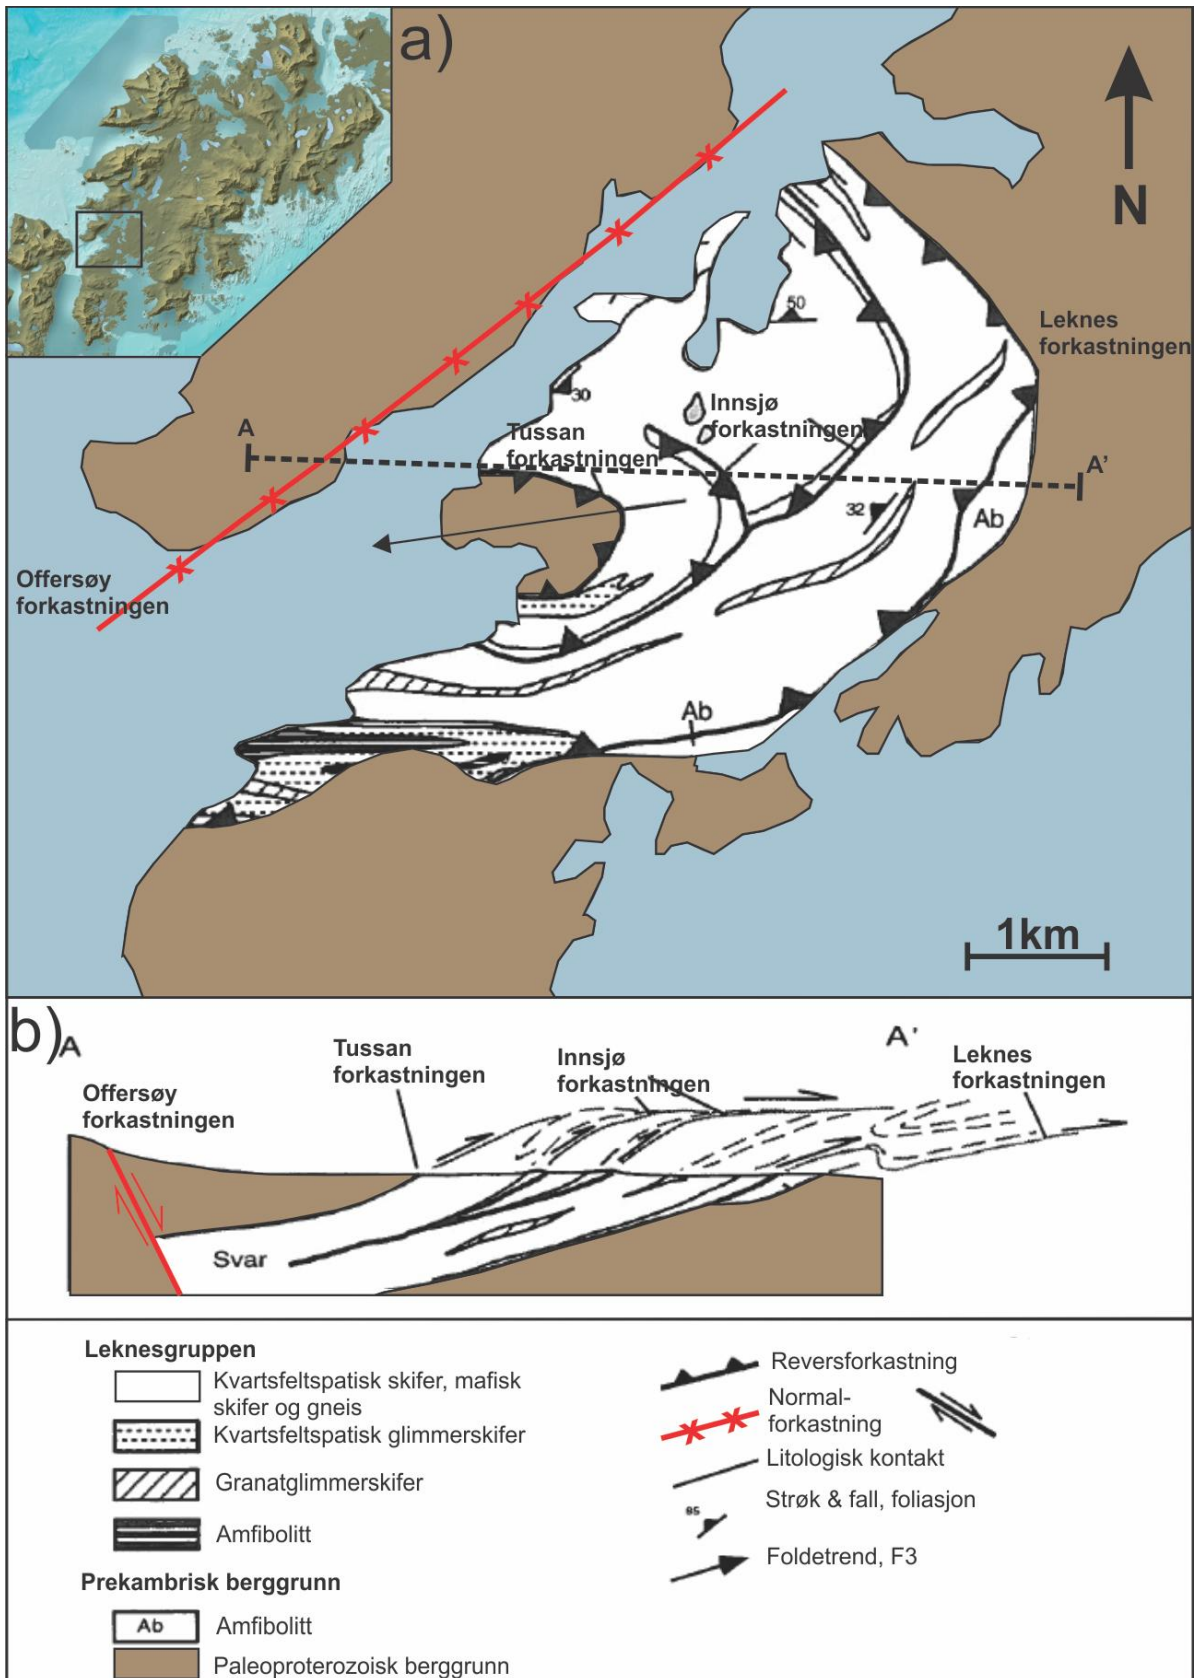 a)
N
Leknes
forkastningen
50
30
Innsjø
forkastningen
Tussan
forkastningen
A
A'
32
Ab
Offersøy
forkastningen
Ab
1km
b)
A
A'
Tussan
forkastningen
Innsjø
forkastningen
Leknes
forkastningen
Offersøy
forkastningen
Svar
Leknesgruppen
Kvartsfeltspatisk skifer, mafisk
skifer og gneis
Kvartsfeltspatisk glimmerskifer
Granatglimmerskifer
Amfibolitt
Prekambrisk berggrunn
Ab
Amfibolitt
Paleoproterozoisk berggrunn
Reversforkastning
Normal-
forkastning
Litologisk kontakt
Strøk & fall, foliasjon
85
Foldetrend, F3